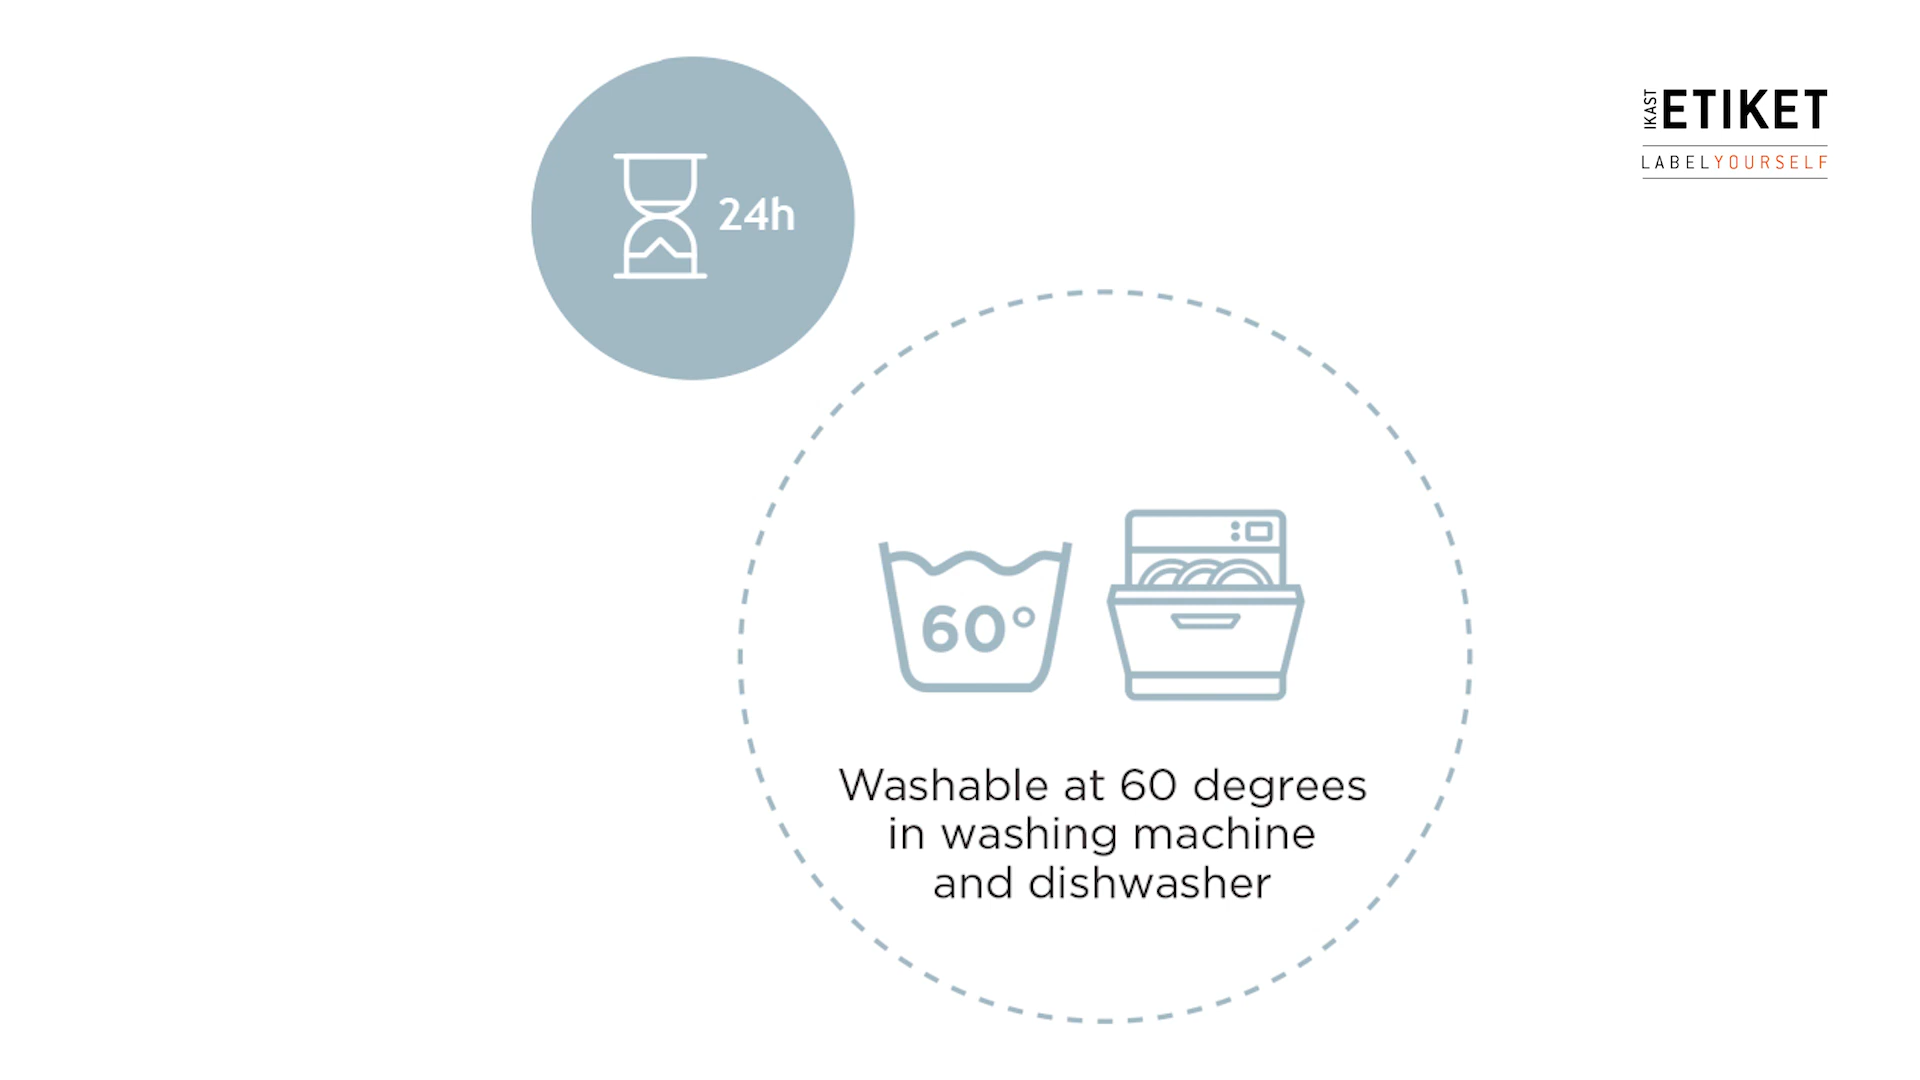 24h
IKAST ETIKET
LABELYOURSELF
60°
Washable at 60 degrees
in washing machine
and dishwasher